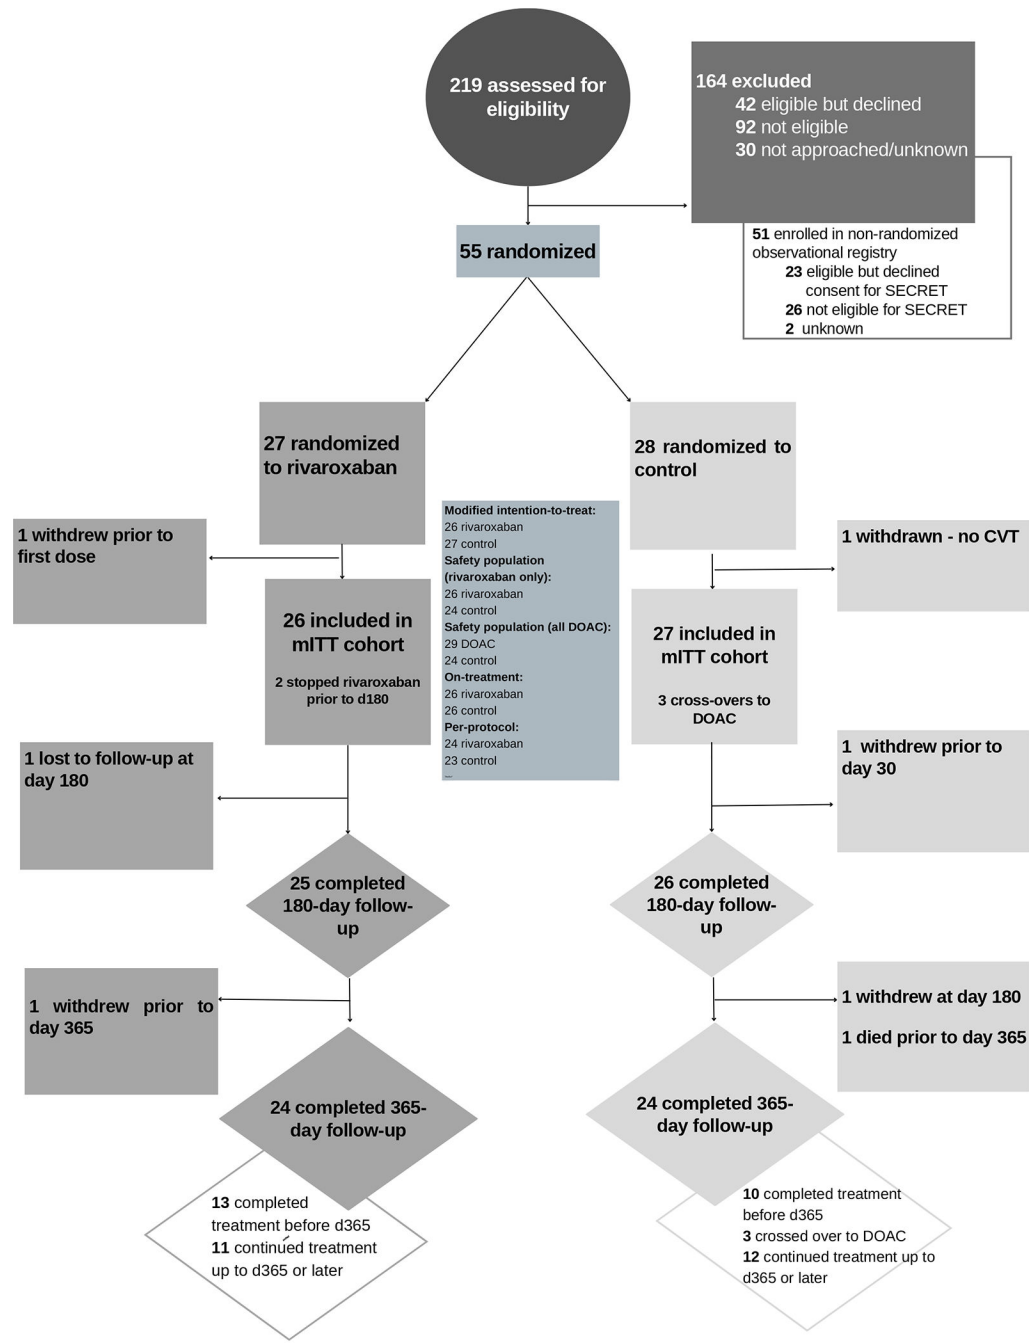 219 assessed for
eligibility
164 excluded
42 eligible but declined
92 not eligible
30 not approached/unknown
51 enrolled in non-randomized
observational registry
23 eligible but declined
consent for SECRET
26 not eligible for SECRET
2 unknown
55 randomized
27 randomized
to rivaroxaban
28 randomized to
control
1 withdrew prior to
first dose
1 withdrawn - no CVT
Modified intention-to-treat:
26 rivaroxaban
27 control
Safety population
(rivaroxaban only):
26 rivaroxaban
24 control
Safety population (all DOAC):
29 DOAC
24 control
On-treatment:
26 rivaroxaban
26 control
Per-protocol:
24 rivaroxaban
23 control
26 included in
mITT cohort
2 stopped rivaroxaban
prior to d180
27 included in
mITT cohort
3 cross-overs to
DOAC
1 lost to follow-up at
day 180
1 withdrew prior to
day 30
25 completed
180-day follow-
up
26 completed
180-day follow-
up
1 withdrew prior to
day 365
1 withdrew at day 180
1 died prior to day 365
24 completed 365-
day follow-up
24 completed 365-
day follow-up
13 completed
treatment before d365
11 continued treatment
up to d365 or later
10 completed treatment
before d365
3 crossed over to DOAC
12 continued treatment up to
d365 or later